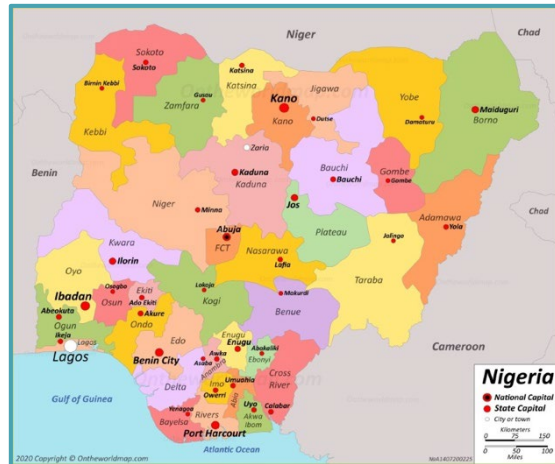 Niger
Chad
Sokoto
Sokoto
Katsina
Katsina
Birnin Kebbi
Gusau
Zamfara
Kebbi
Jigawa
Kano
Kano
Dutse
Yobe
Damaturu
Maiduguri
Borno
Zaria
Kaduna
Kaduna
Bauchi
Bauchi
Gombe
Gombe
Benin
Niger
Minna
Jos
Plateau
Adamawa
Yola
Chad
Abuja
FCT
Nasarawa
Lafia
Jalingo
Taraba
Kwara
Ilorin
Oyo
Ibadan
Osogbo
Osun
Ekiti
Ado Ekiti
Akure
Ondo
Lokoja
Kogi
Makurdi
Benue
Abeokuta
Ogun
Ikeja
Lagos
Lagos
Edo
Benin City
Enugu
Enugu
Abakaliki
Ebonyi
Awka
Anambra
Asaba
Delta
Imo
Owerri
Umuahia
Abia
Cross
River
Calabar
Uyo
Akwa
Ibom
Yenagoa
Bayelsa
Rivers
Port Harcourt
Cameroon
Gulf of Guinea
Atlantic Ocean
Nigeria
National Capital
State Capital
City or town
Kilometers
0 75 150
0 50 100
Miles
2020 Copyright © Ontheworldmap.com